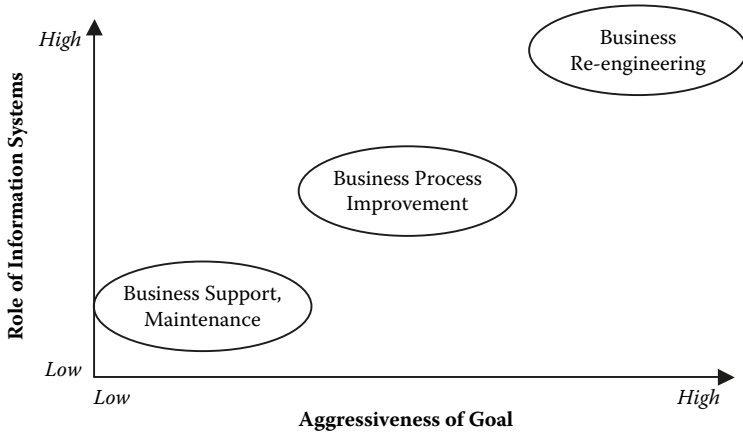 High
Business
Re-engineering
Role of Information Systems
Business Process
Improvement
Business Support,
Maintenance
Low
Low
High
Aggressiveness of Goal